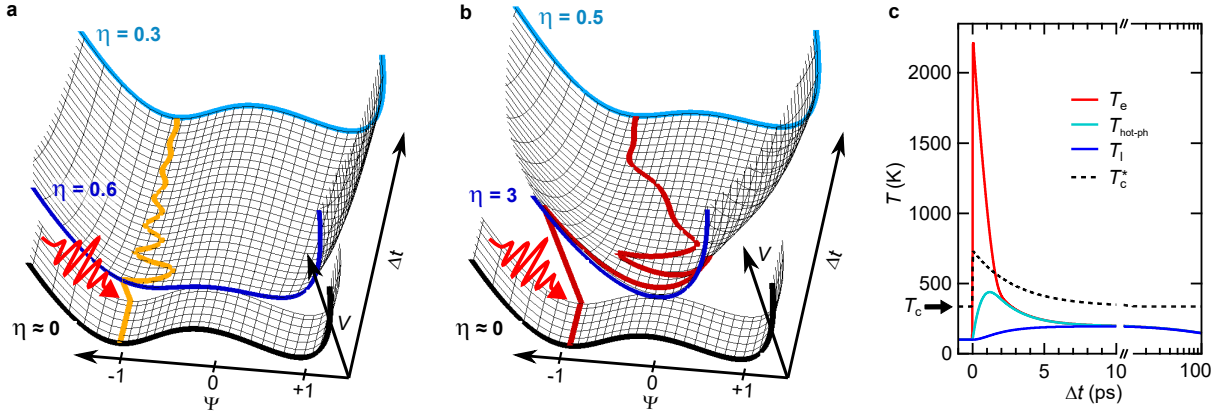 a
η = 0.3
η = 0.6
η ≈ 0
V
Δt
-1
0
+1
Ψ
b
η = 0.5
η = 3
η ≈ 0
V
Δt
-1
0
+1
Ψ
c
2000
1500
1000
500
0
T (K)
Tc
Te
Thot-ph
Tl
Tc*
0
5
10
100
Δt (ps)